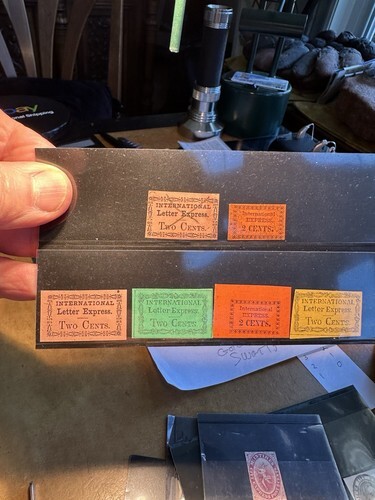 INTERNATIONAL
Letter Express.
TWO CENTS.
International
EXPRESS.
2 CENTS.
INTERNATIONAL
Letter Express.
TWO CENTS.
INTERNATIONAL
Letter Express.
TWO CENTS.
International
EXPRESS.
2 CENTS.
INTERNATIONAL
Letter Express.
TWO CENTS.